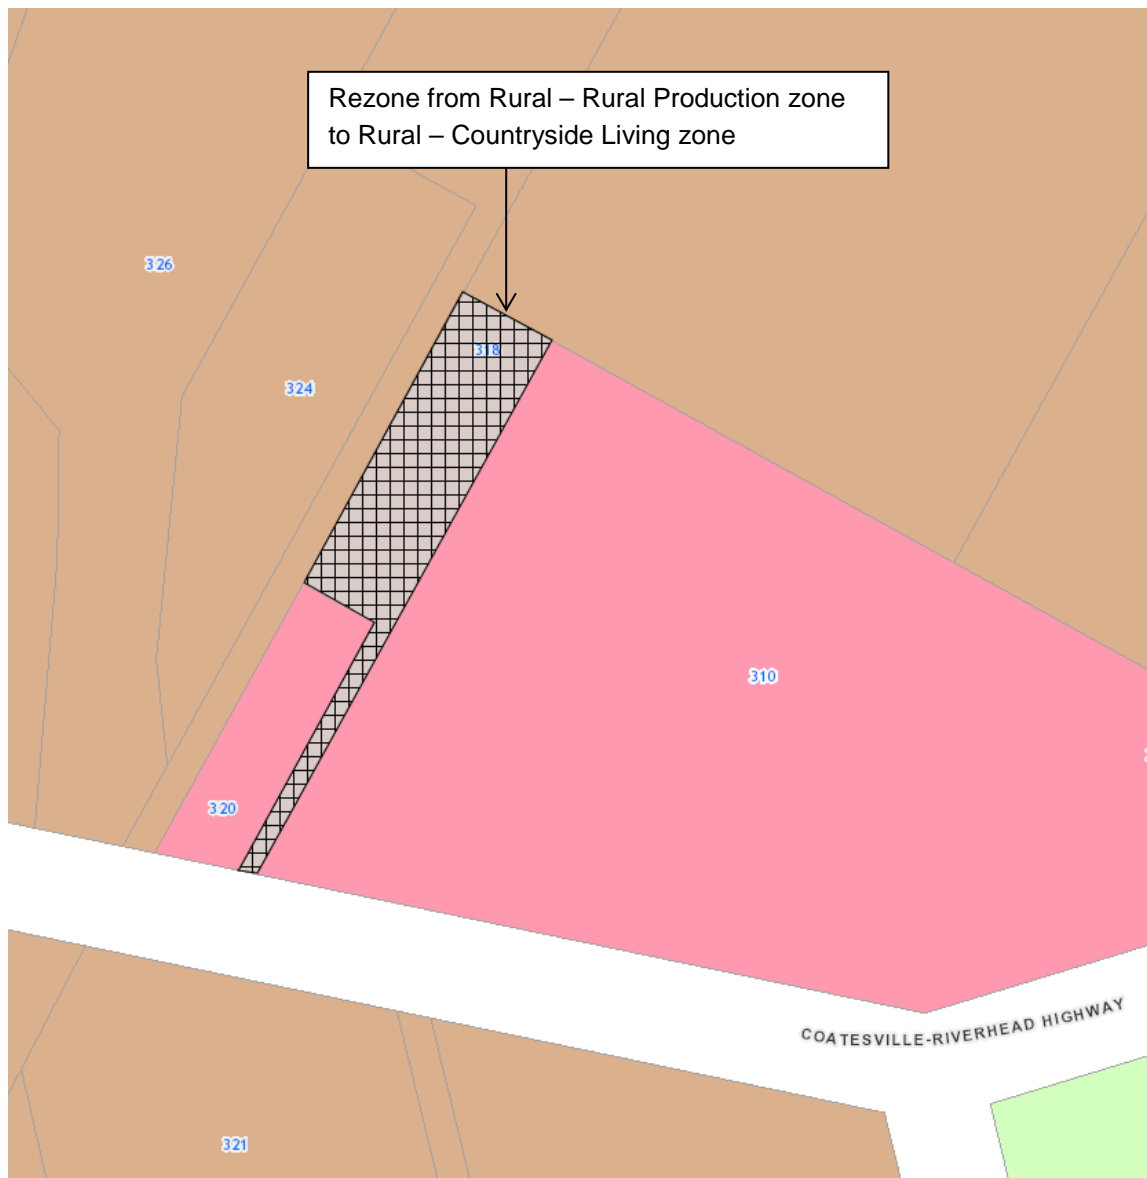 Rezone from Rural – Rural Production zone
to Rural – Countryside Living zone
326
318
324
310
320
COATESVILLE-RIVERHEAD HIGHWAY
321